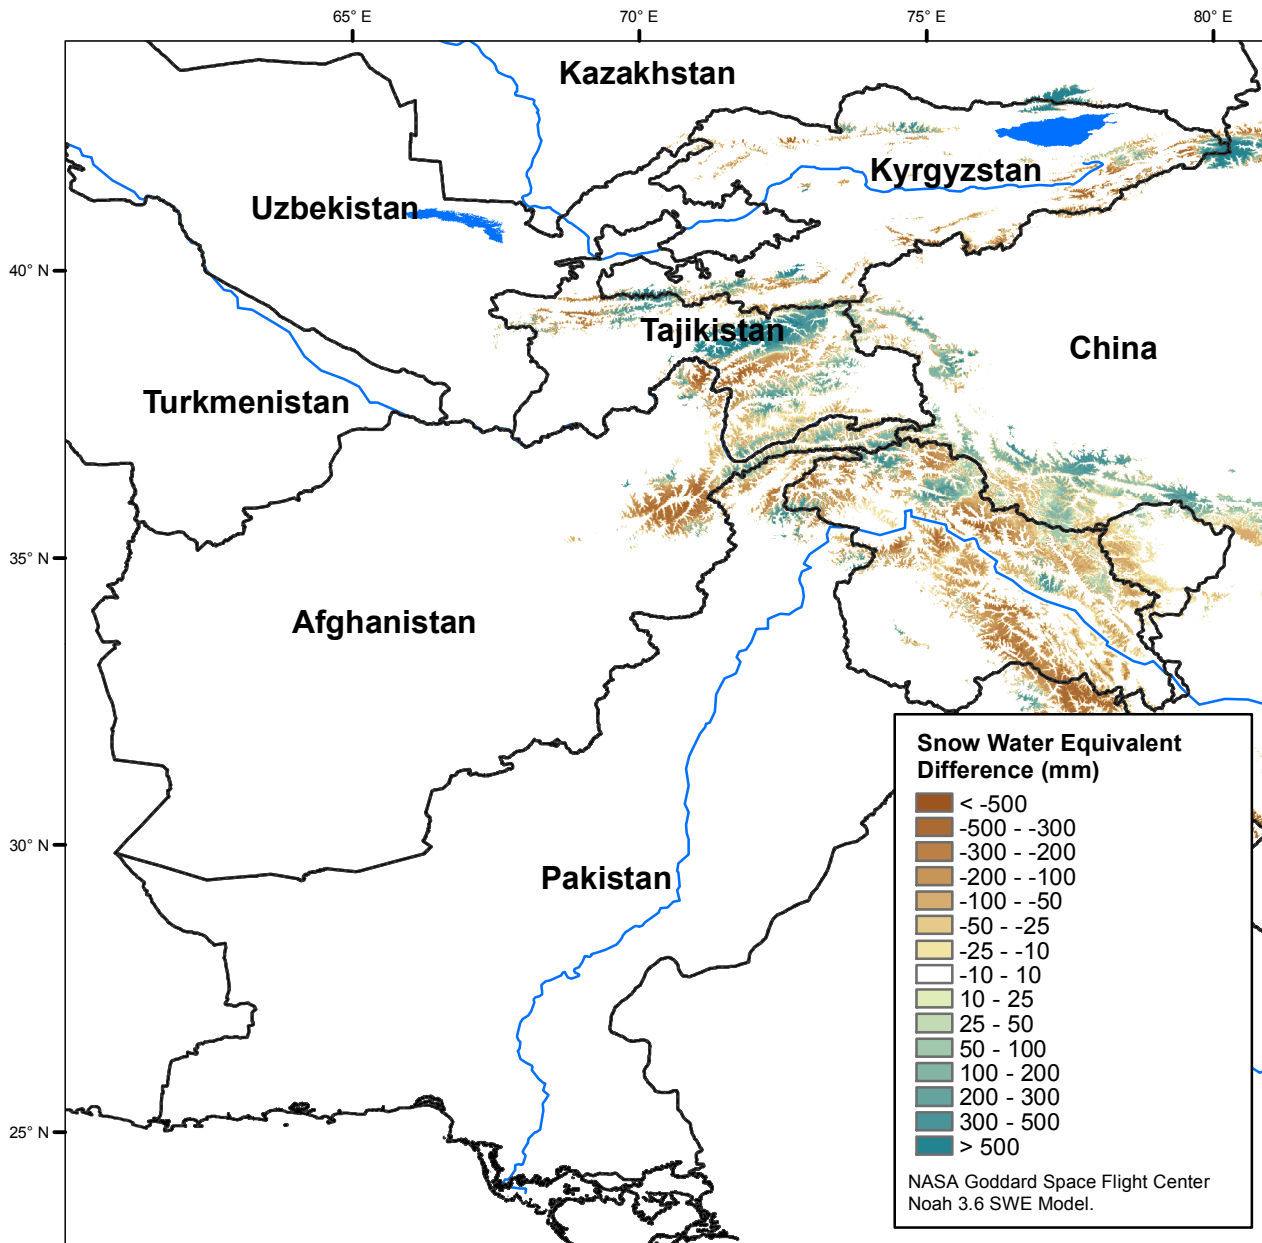 65° E
70° E
75° E
80° E
Kazakhstan
Kyrgyzstan
Uzbekistan
40° N
Tajikistan
China
Turkmenistan
35° N
Afghanistan
30° N
Pakistan
25° N
Snow Water Equivalent
Difference (mm)
< -500
-500 - -300
-300 - -200
-200 - -100
-100 - -50
-50 - -25
-25 - -10
-10 - 10
10 - 25
25 - 50
50 - 100
100 - 200
200 - 300
300 - 500
> 500
NASA Goddard Space Flight Center
Noah 3.6 SWE Model.